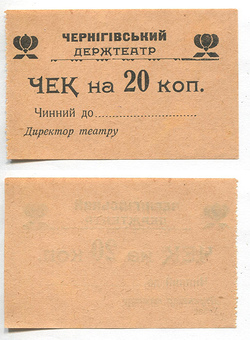 ЧЕРНІГІВСЬКИЙ
ДЕРЖТЕАТР
ЧЕК на 20 коп.
Чинний до
Директор театру